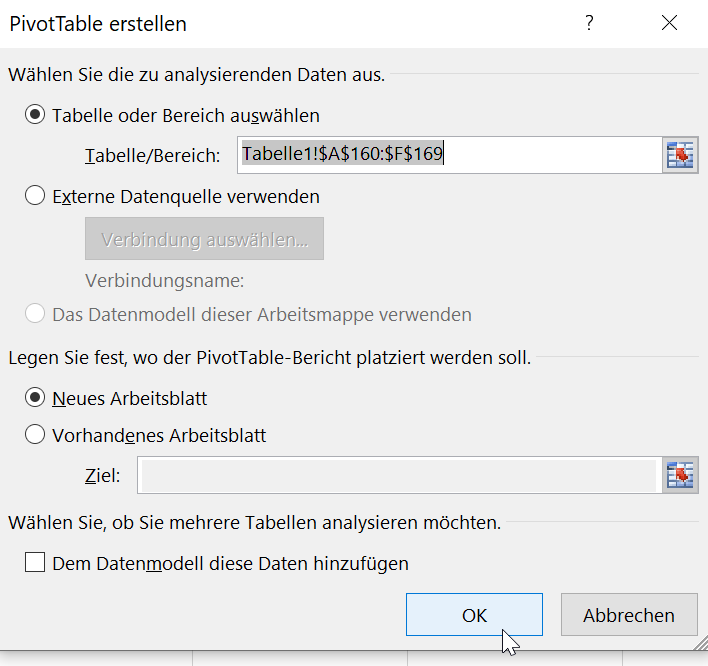 PivotTable erstellen ?
Wählen Sie die zu analysierenden Daten aus.
Tabelle oder Bereich auswählen
Tabelle/Bereich: Tabelle1!$A$160:$F$169
Externe Datenquelle verwenden
Verbindung auswählen...
Verbindungsname:
Das Datenmodell dieser Arbeitsmappe verwenden
Legen Sie fest, wo der PivotTable-Bericht platziert werden soll.
Neues Arbeitsblatt
Vorhandenes Arbeitsblatt
Ziel:
Wählen Sie, ob Sie mehrere Tabellen analysieren möchten.
Dem Datenmodell diese Daten hinzufügen
OK Abbrechen